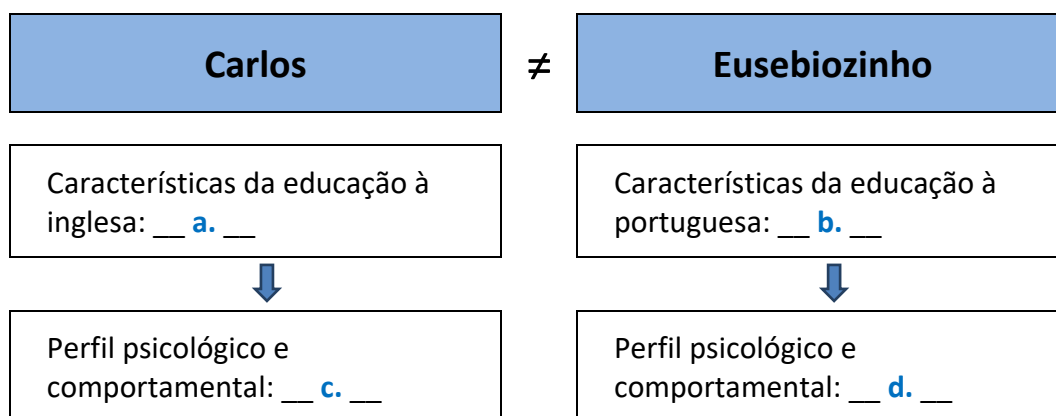 Carlos ≠ Eusebiozinho
Características da educação à
inglesa: __ a. __
Características da educação à
portuguesa: __ b. __
Perfil psicológico e
comportamental: __ c. __
Perfil psicológico e
comportamental: __ d. __